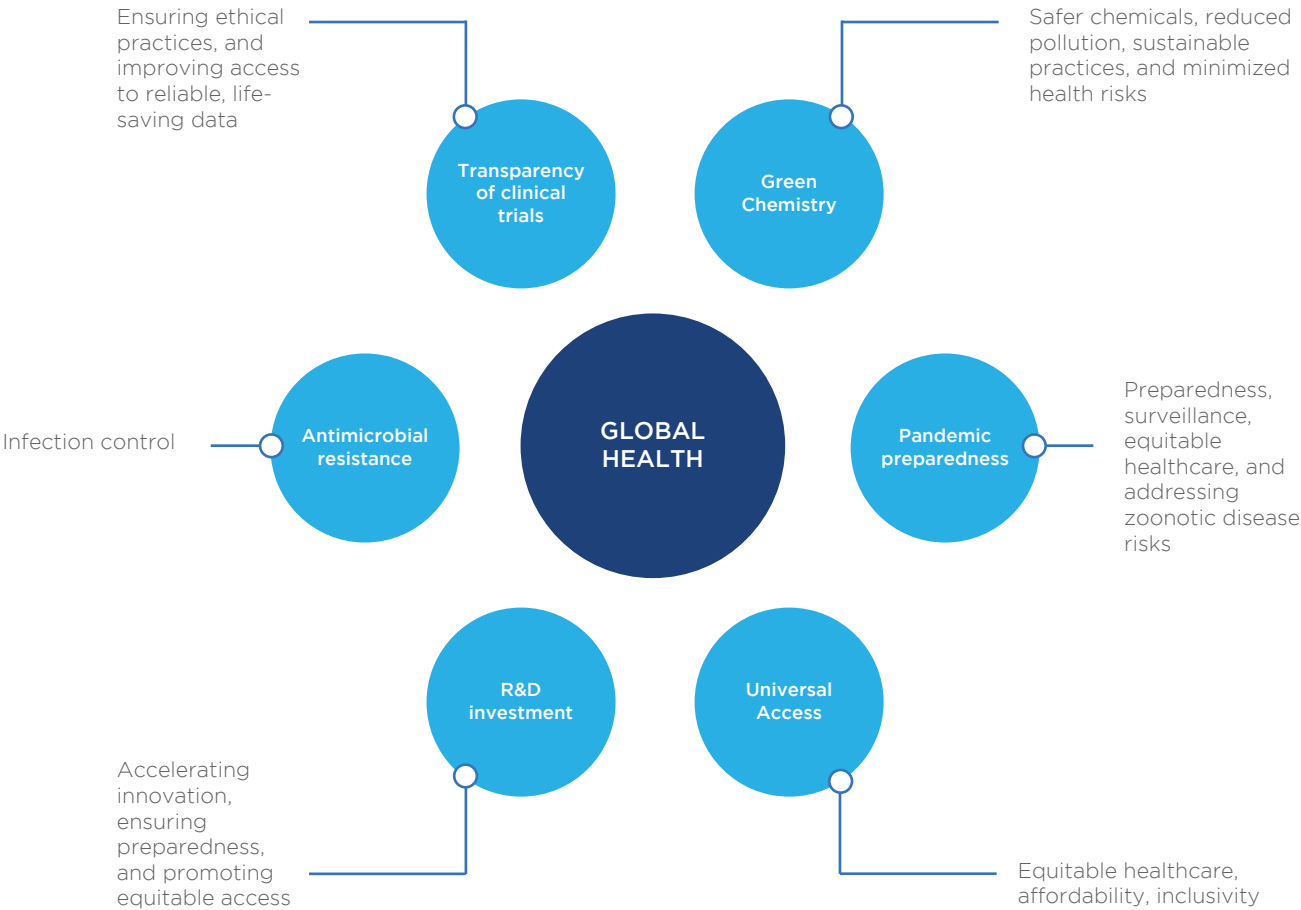 Ensuring ethical
practices, and
improving access
to reliable, life-
saving data
Safer chemicals, reduced
pollution, sustainable
practices, and minimized
health risks
Transparency
of clinical
trials
Green
Chemistry
Infection control
Antimicrobial
resistance
GLOBAL
HEALTH
Pandemic
preparedness
Preparedness,
surveillance,
equitable
healthcare, and
addressing
zoonotic disease
risks
R&D
investment
Universal
Access
Accelerating
innovation,
ensuring
preparedness,
and promoting
equitable access
Equitable healthcare,
affordability, inclusivity